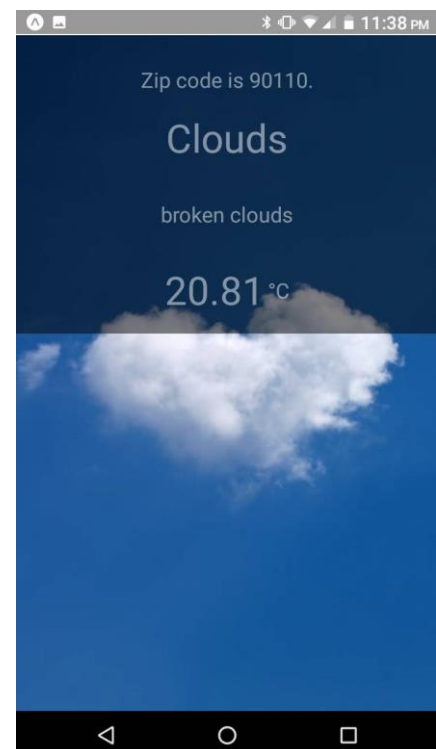 11:38 PM
Zip code is 90110.
Clouds
broken clouds
20.81 °C